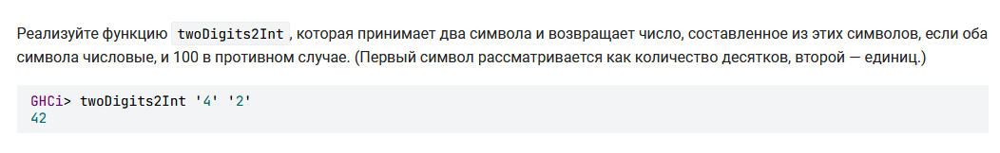 Реализуйте функцию twoDigits2Int, которая принимает два символа и возвращает число, составленное из этих символов, если оба
символа числовые, и 100 в противном случае. (Первый символ рассматривается как количество десятков, второй — единиц.)
GHCi> twoDigits2Int '4' '2'
42